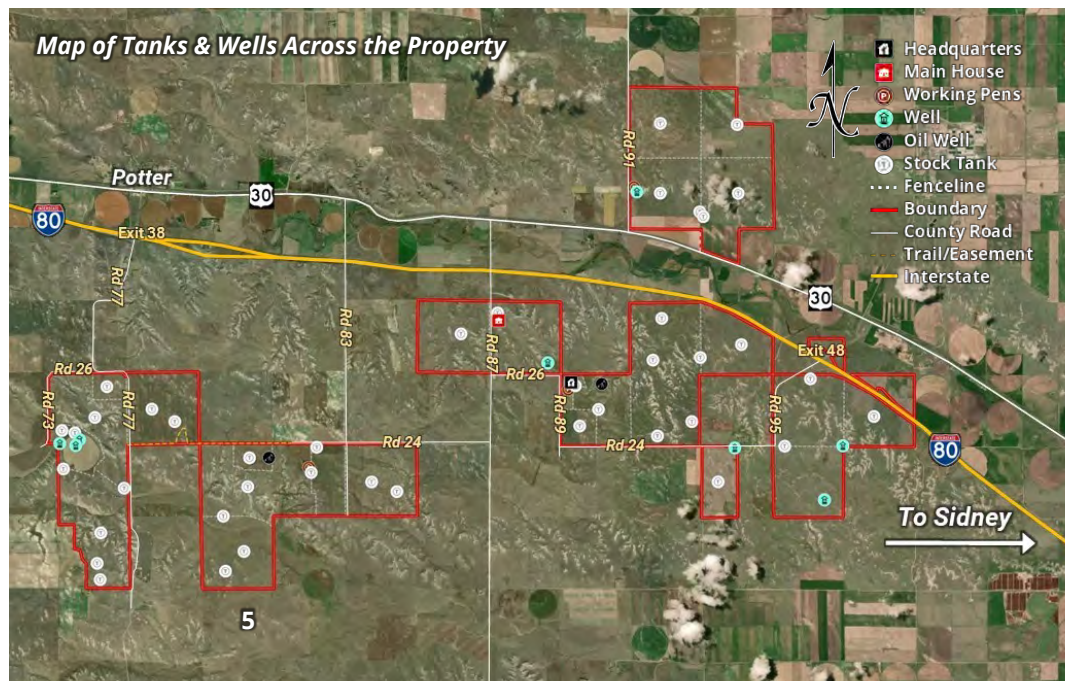 Map of Tanks & Wells Across the Property
N
Headquarters
Main House
P
Working Pens
Well
Oil Well
Stock Tank
Fenceline
Boundary
County Road
Trail/Easement
Interstate
Rd 91
Potter
30
INTERSTATE
80
Exit 38
Rd 77
Rd 83
30
Rd 87
Exit 48
Rd 26
Rd 26
Rd 73
Rd 77
Rd 89
Rd 95
Rd 24
Rd 24
INTERSTATE
80
To Sidney
5